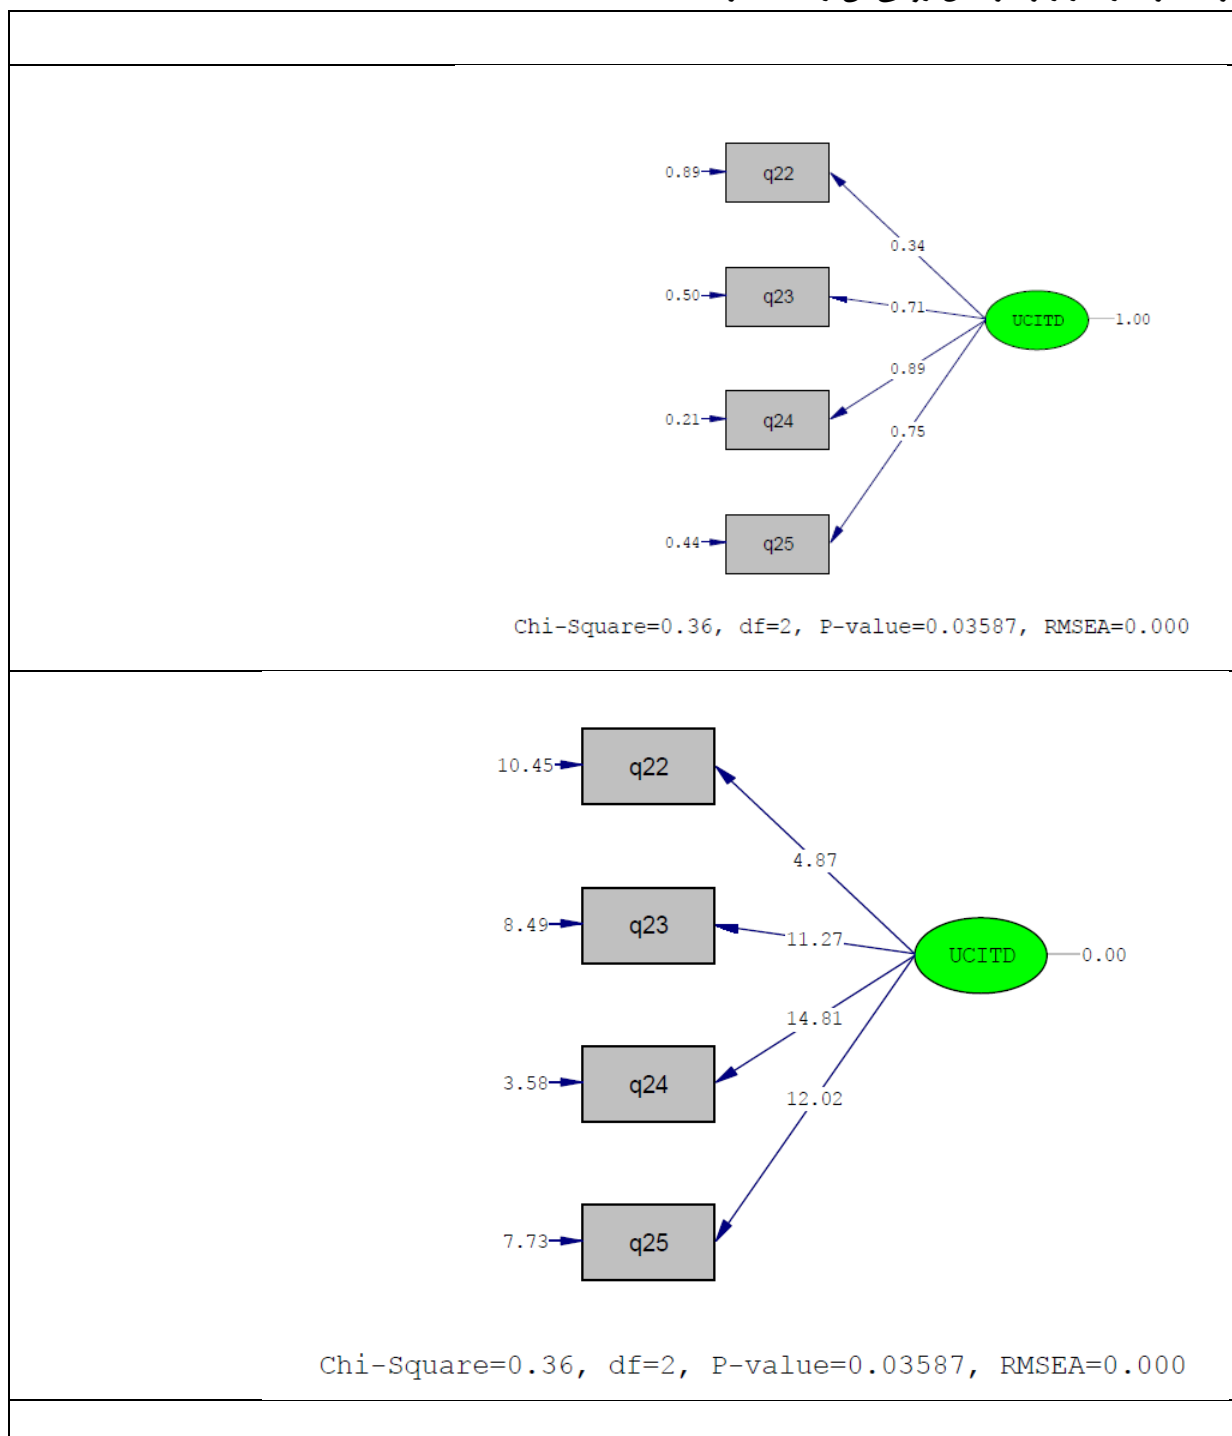 0.89
q22
0.34
0.50
q23
0.71
UCITD
1.00
0.89
0.21
q24
0.75
0.44
q25
Chi-Square=0.36, df=2, P-value=0.03587, RMSEA=0.000
10.45
q22
4.87
8.49
q23
11.27
UCITD
0.00
14.81
3.58
q24
12.02
7.73
q25
Chi-Square=0.36, df=2, P-value=0.03587, RMSEA=0.000